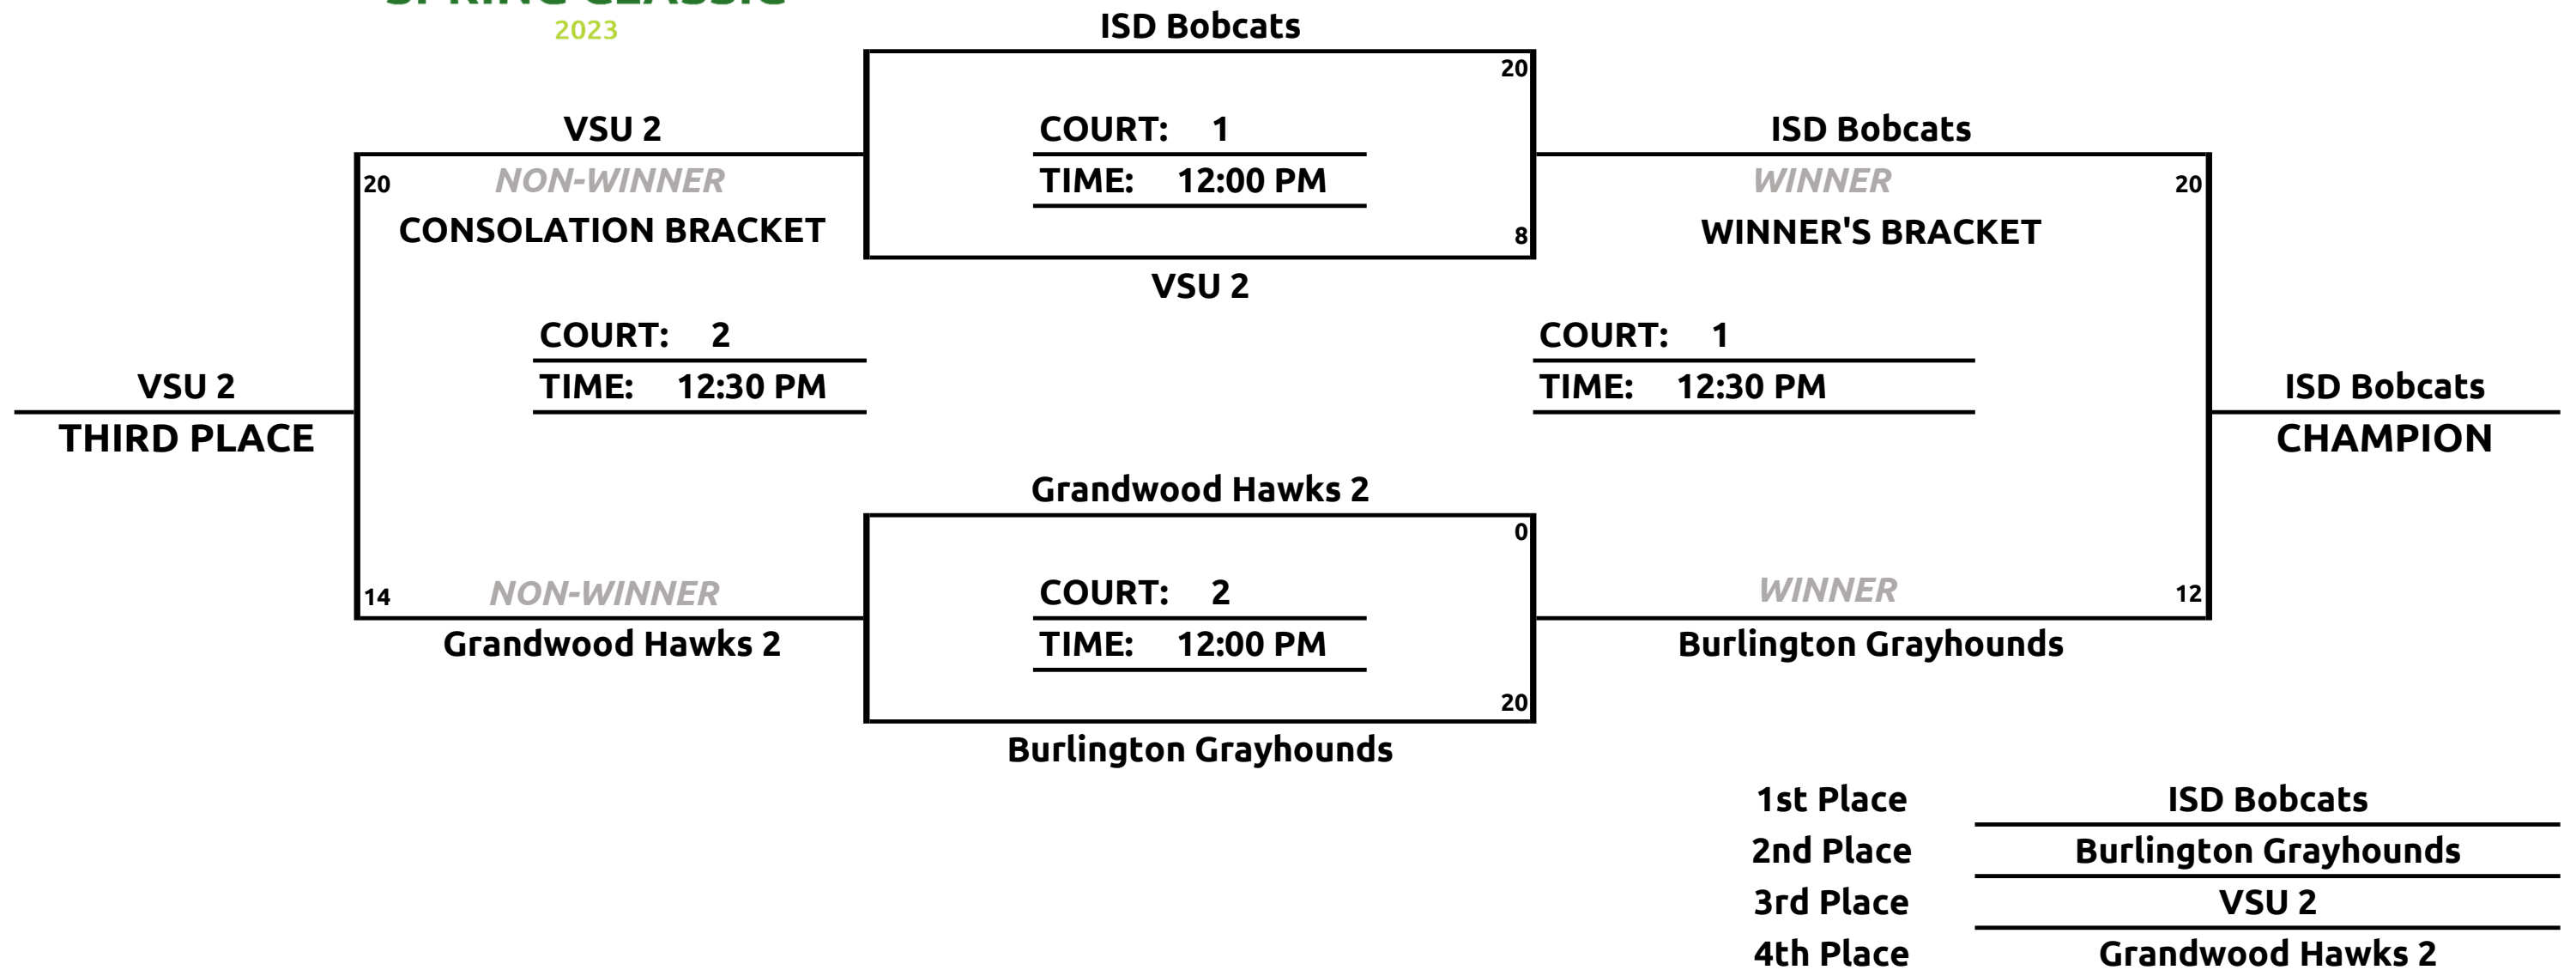 SPRING CLASSIC
2023
ISD Bobcats
20
VSU 2
COURT: 1
ISD Bobcats
20
NON-WINNER
TIME: 12:00 PM
WINNER
20
CONSOLATION BRACKET
8
WINNER'S BRACKET
VSU 2
COURT: 2
COURT: 1
VSU 2
TIME: 12:30 PM
TIME: 12:30 PM
ISD Bobcats
THIRD PLACE
CHAMPION
Grandwood Hawks 2
0
14
NON-WINNER
COURT: 2
WINNER
12
Grandwood Hawks 2
TIME: 12:00 PM
Burlington Grayhounds
20
Burlington Grayhounds
1st Place ISD Bobcats
2nd Place Burlington Grayhounds
3rd Place VSU 2
4th Place Grandwood Hawks 2